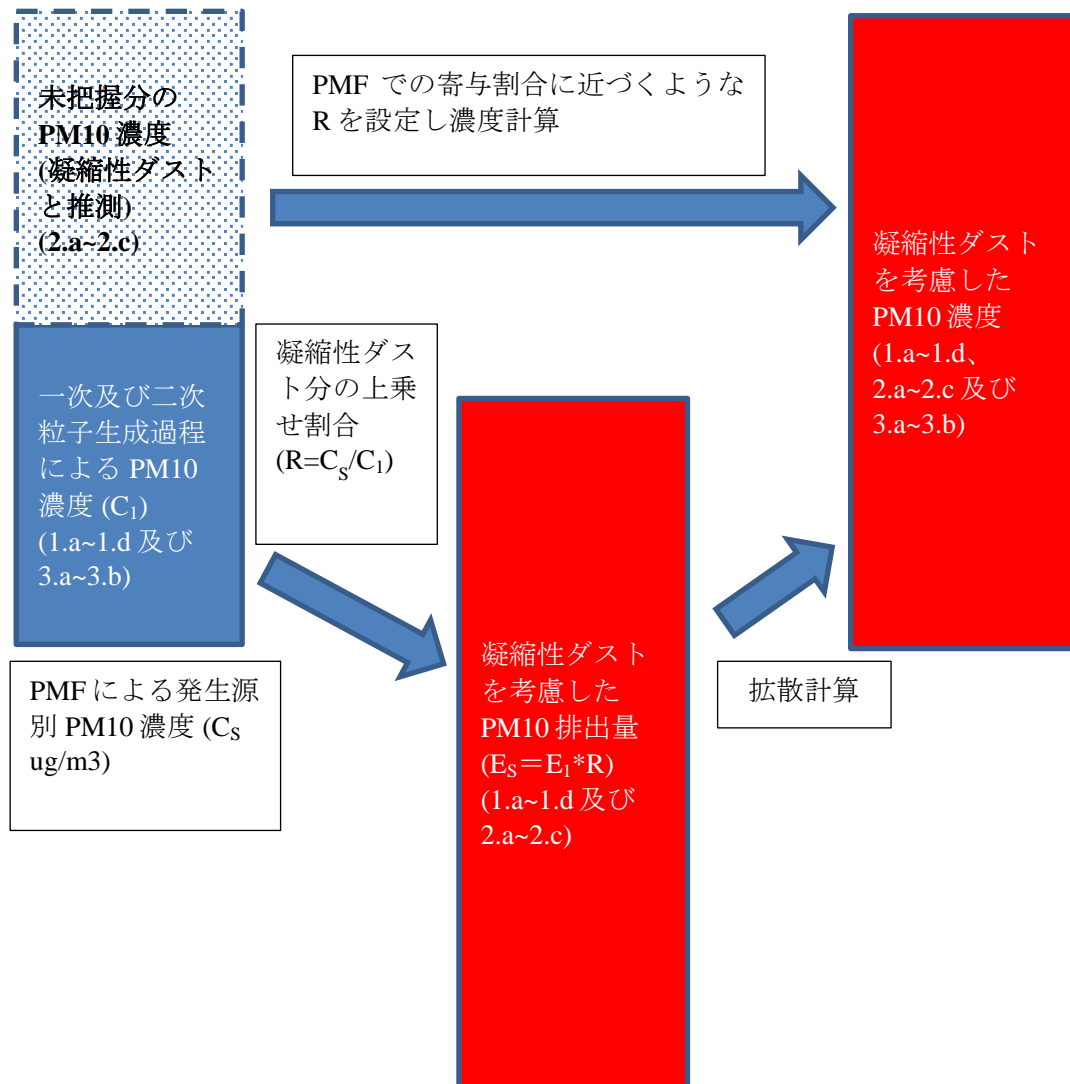 未把握分の
PM10 濃度
(凝縮性ダスト
と推測)
(2.a~2.c)
PMF での寄与割合に近づくような
R を設定し濃度計算
凝縮性ダスト
を考慮した
PM10 濃度
(1.a~1.d、
2.a~2.c 及び
3.a~3.b)
一次及び二次
粒子生成過程
による PM10
濃度 (C₁)
(1.a~1.d 及び
3.a~3.b)
凝縮性ダス
ト分の上乗
せ割合
(R=Cₛ/C₁)
PMF による発生源
別 PM10 濃度 (Cₛ
ug/m3)
凝縮性ダスト
を考慮した
PM10 排出量
(Eₛ＝E₁*R)
(1.a~1.d 及び
2.a~2.c)
拡散計算